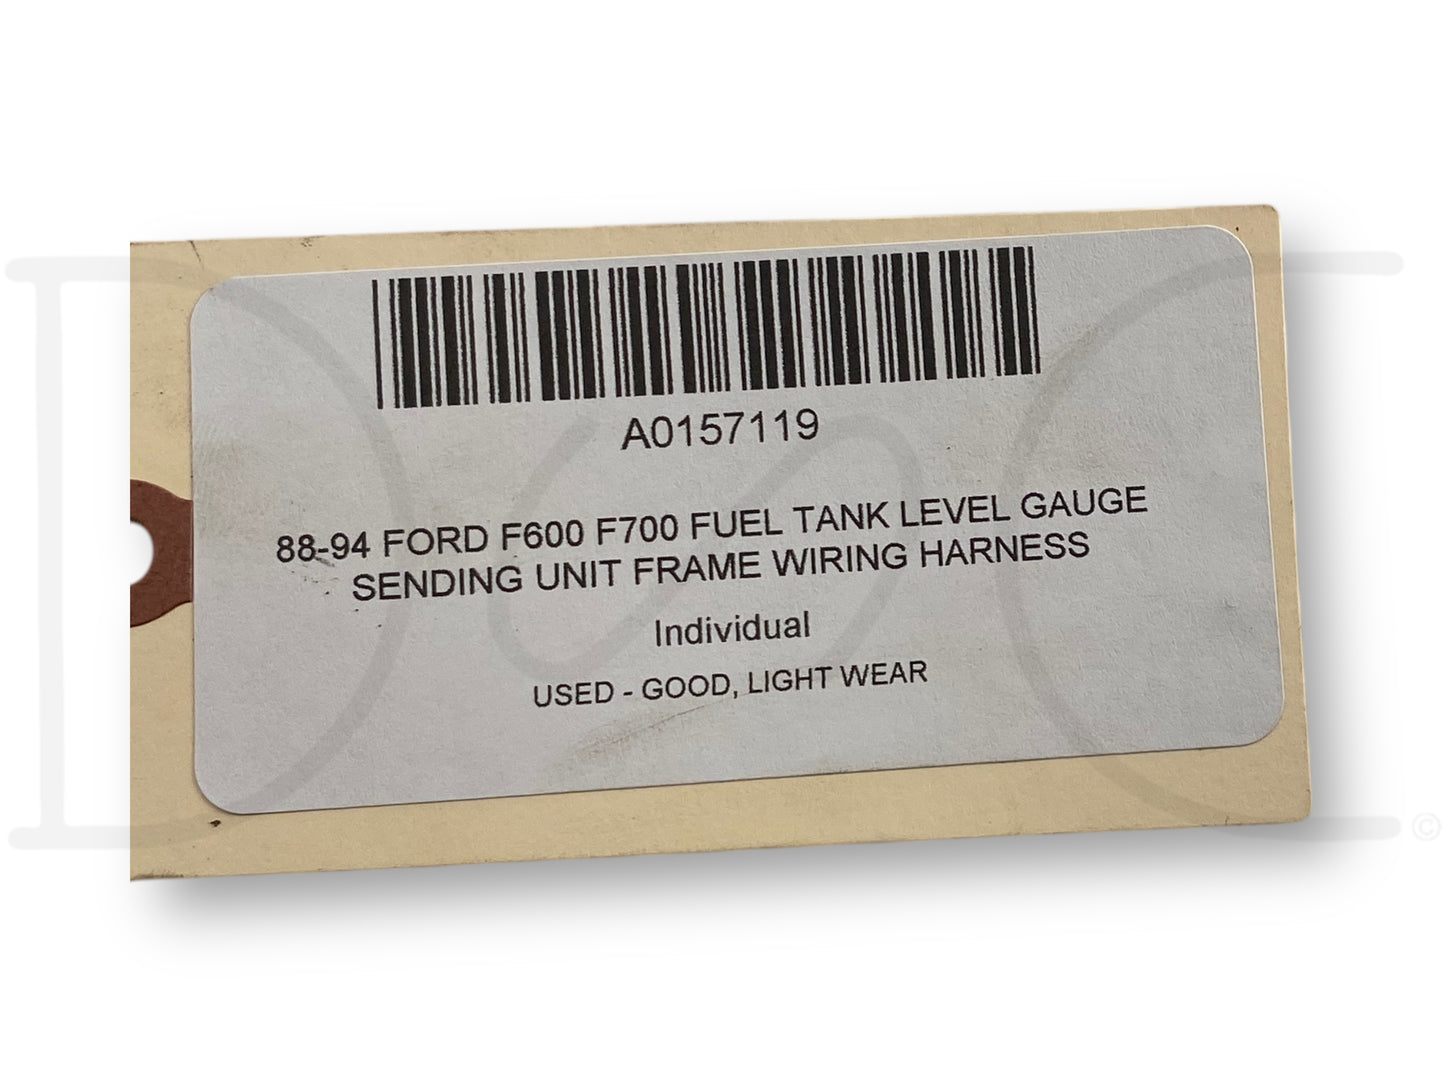 A0157119
88-94 FORD F600 F700 FUEL TANK LEVEL GAUGE
SENDING UNIT FRAME WIRING HARNESS
Individual
USED - GOOD, LIGHT WEAR
©